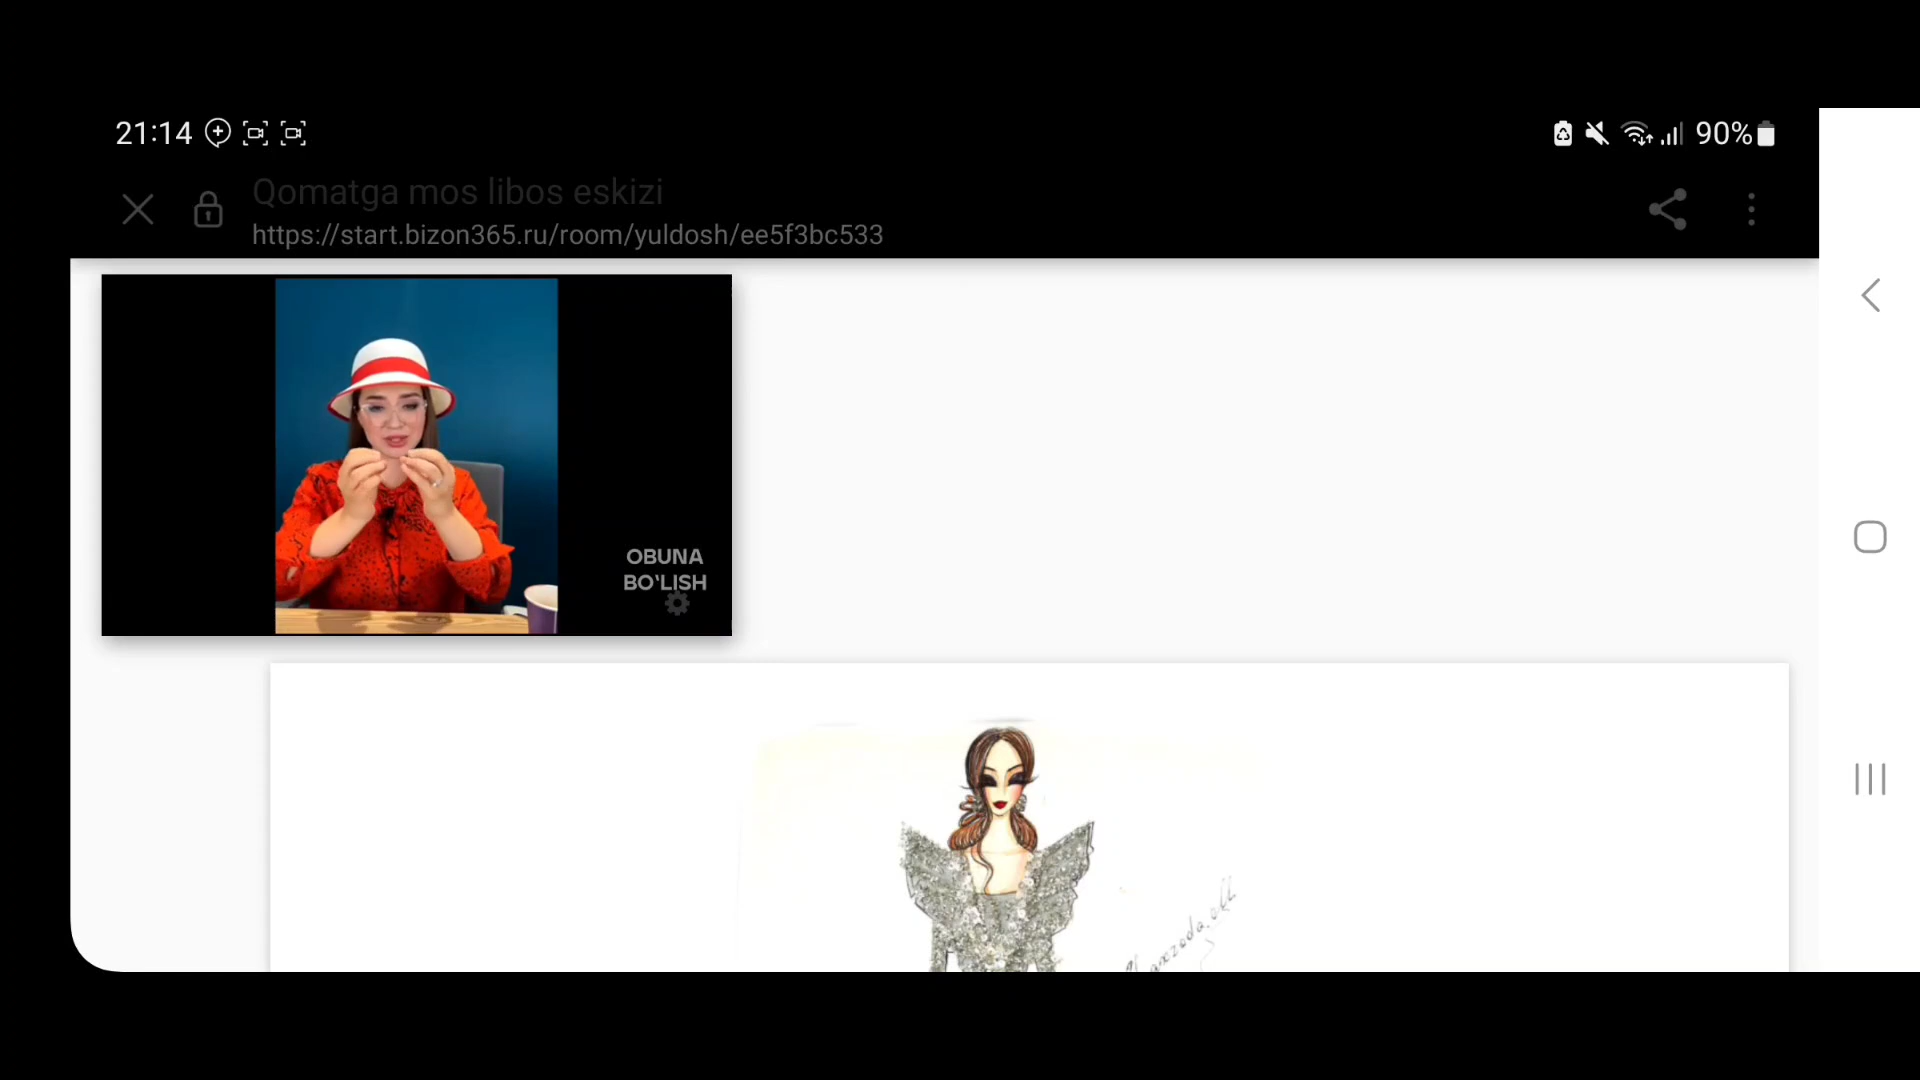 21:14
90%
Qomatga mos libos eskizi
https://start.bizon365.ru/room/yuldosh/ee5f3bc533
OBUNA
BO'LISH